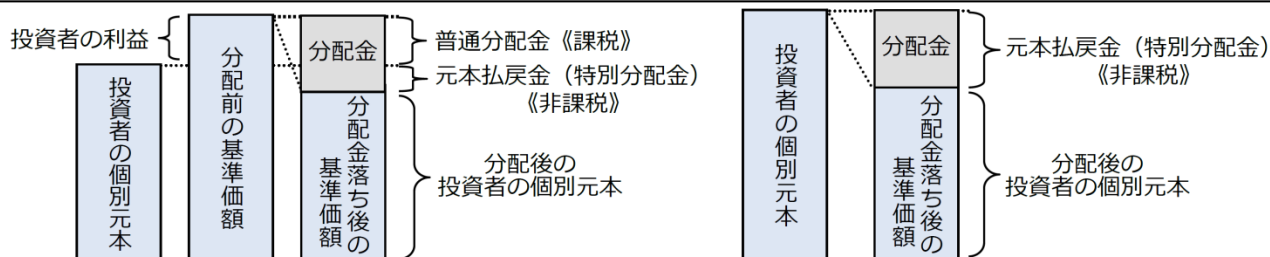 投資者の利益
投資者の個別元本
分配前の基準価額
分配金
分配金落ち後の
基準価額
普通分配金《課税》
元本払戻金（特別分配金）
《非課税》
分配後の
投資者の個別元本
投資者の個別元本
分配金
分配金落ち後の
基準価額
元本払戻金（特別分配金）
《非課税》
分配後の
投資者の個別元本